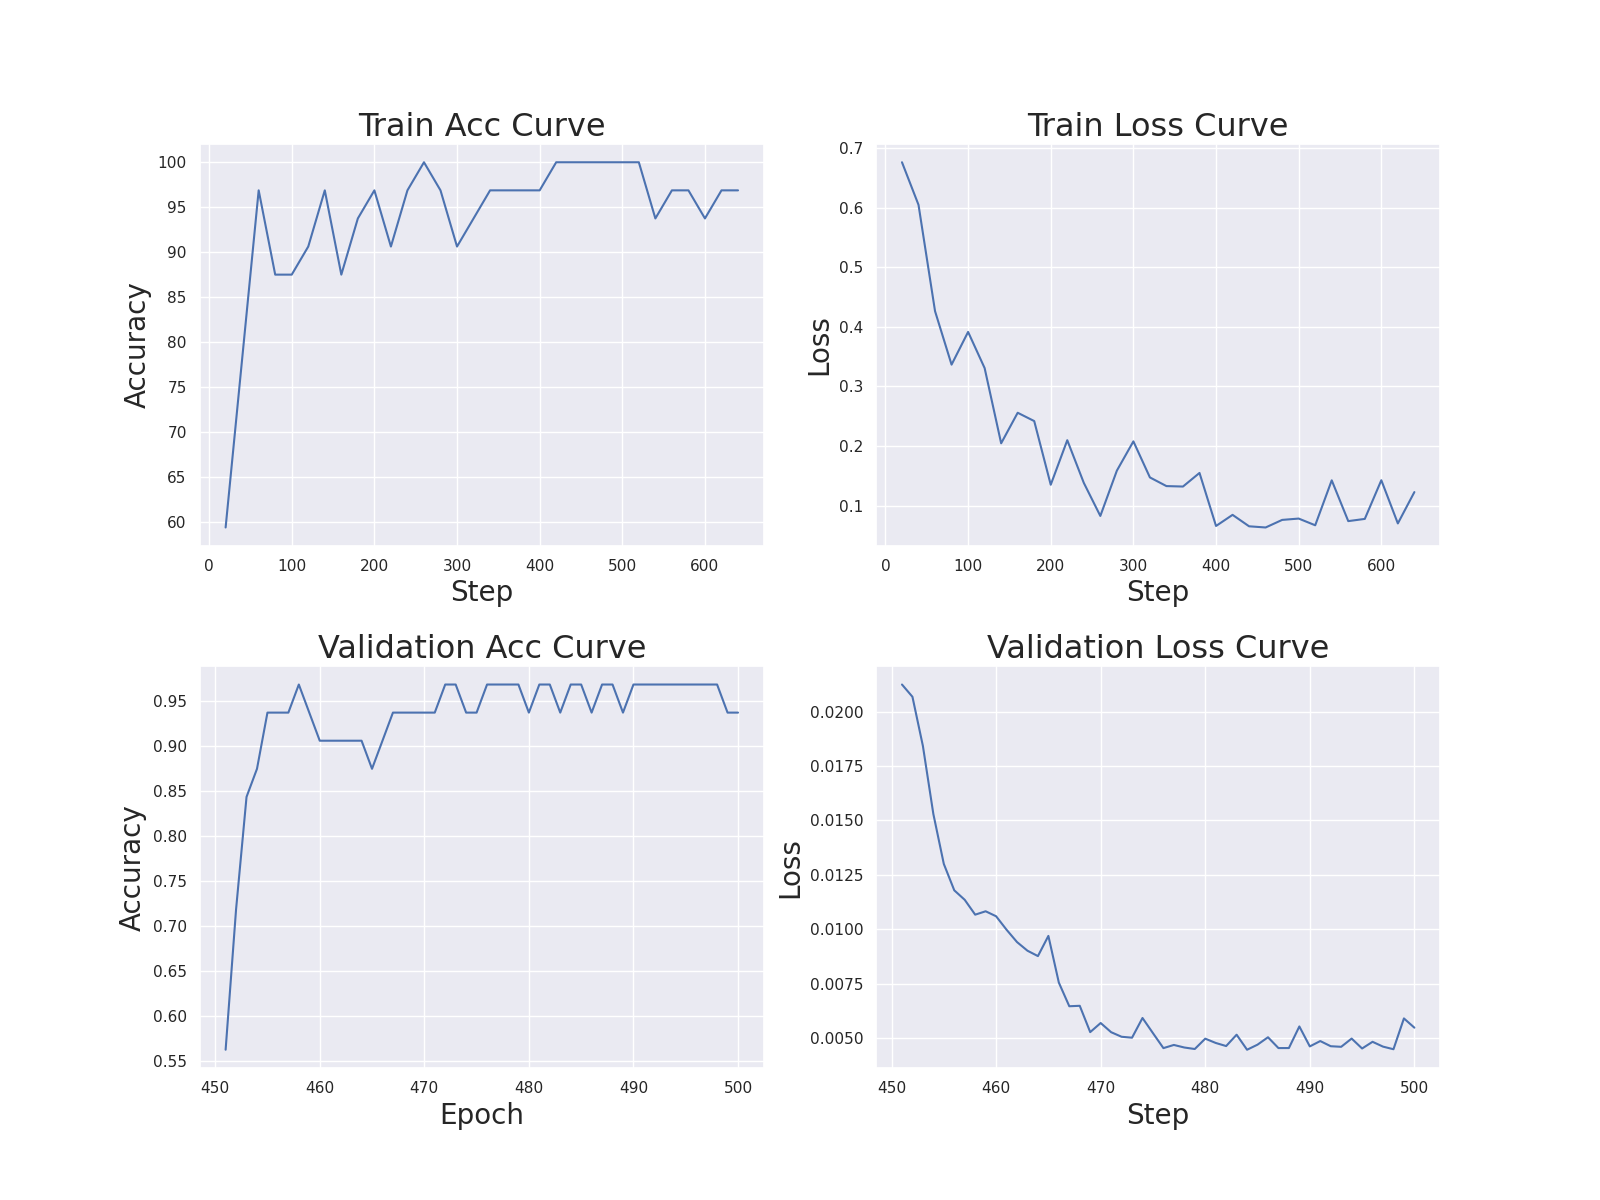 Train Acc Curve
100
95
90
85
80
75
70
65
60
Accuracy
0 100 200 300 400 500 600
Step
Train Loss Curve
0.7
0.6
0.5
0.4
0.3
0.2
0.1
Loss
0 100 200 300 400 500 600
Step
Validation Acc Curve
0.95
0.90
0.85
0.80
0.75
0.70
0.65
0.60
0.55
Accuracy
450 460 470 480 490 500
Epoch
Validation Loss Curve
0.0200
0.0175
0.0150
0.0125
0.0100
0.0075
0.0050
Loss
450 460 470 480 490 500
Step